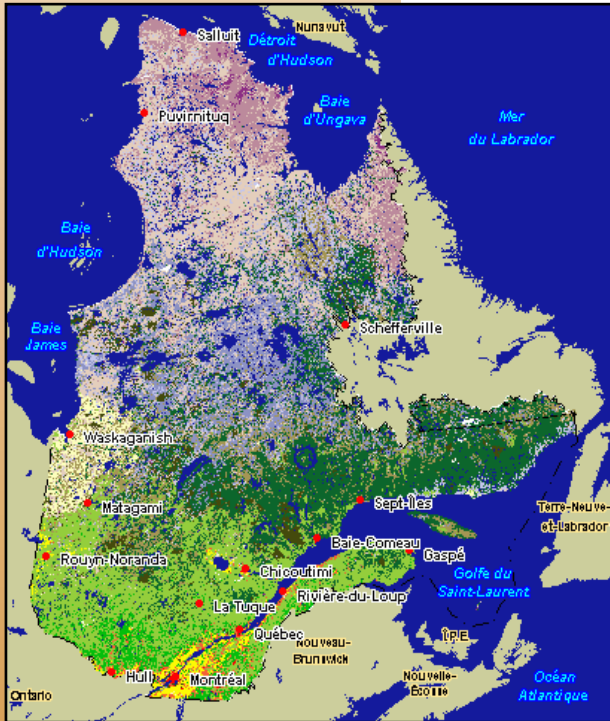 Nunavut
Salluit
Détroit
d'Hudson
Baie
d'Ungava
Puvirnituq
Mer
du Labrador
Baie
d'Hudson
Baie
James
Schefferville
Waskaganish
Matagami
Sept-Îles
Terre-Neuve-
et-Labrador
Baie-Comeau
Gaspé
Rouyn-Noranda
Chicoutimi
Golfe du
Saint-Laurent
Rivière-du-Loup
La Tuque
Québec
Nouveau-
Brunswick
Î.P.E
Hull
Montréal
Nouvelle-
Écosse
Océan
Atlantique
Ontario